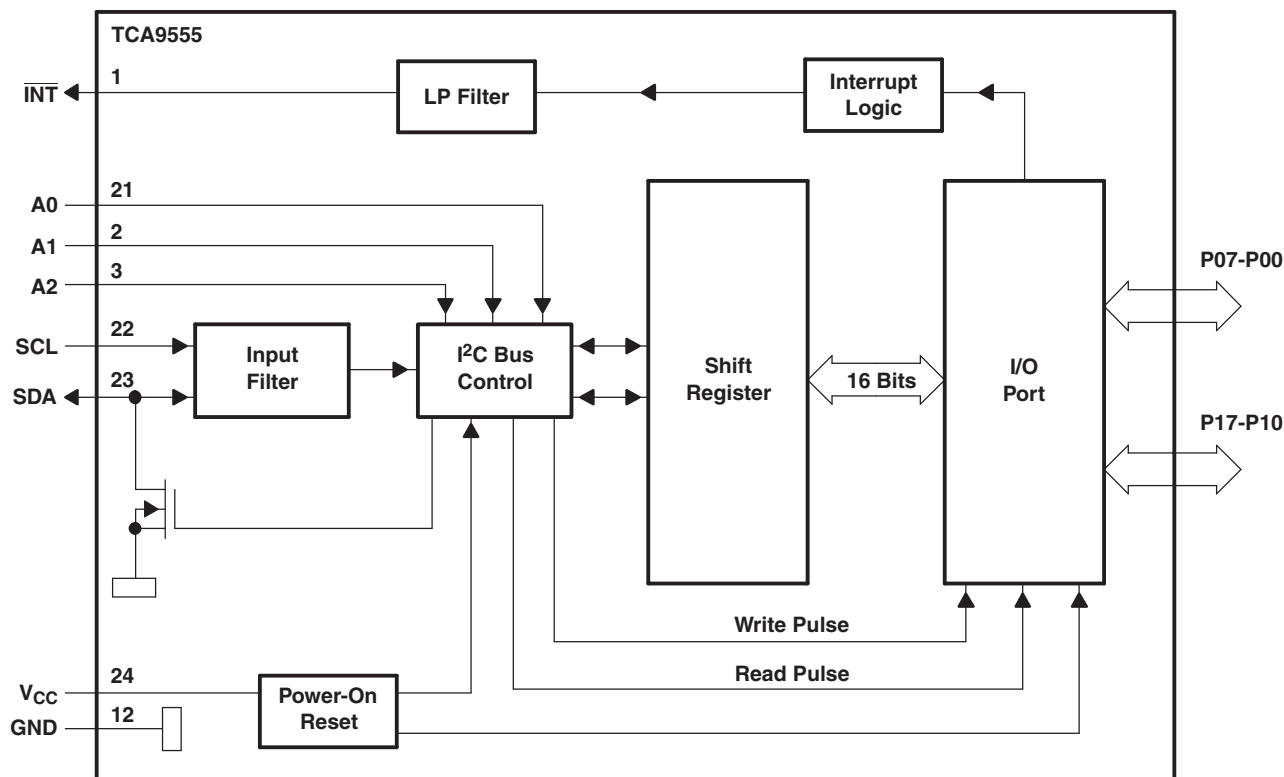 TCA9555
INT
1
LP Filter
Interrupt
Logic
A0
21
A1
2
A2
3
SCL
22
SDA
23
Input
Filter
I²C Bus
Control
Shift
Register
16 Bits
I/O
Port
P07-P00
P17-P10
Write Pulse
Read Pulse
VCC
24
GND
12
Power-On
Reset